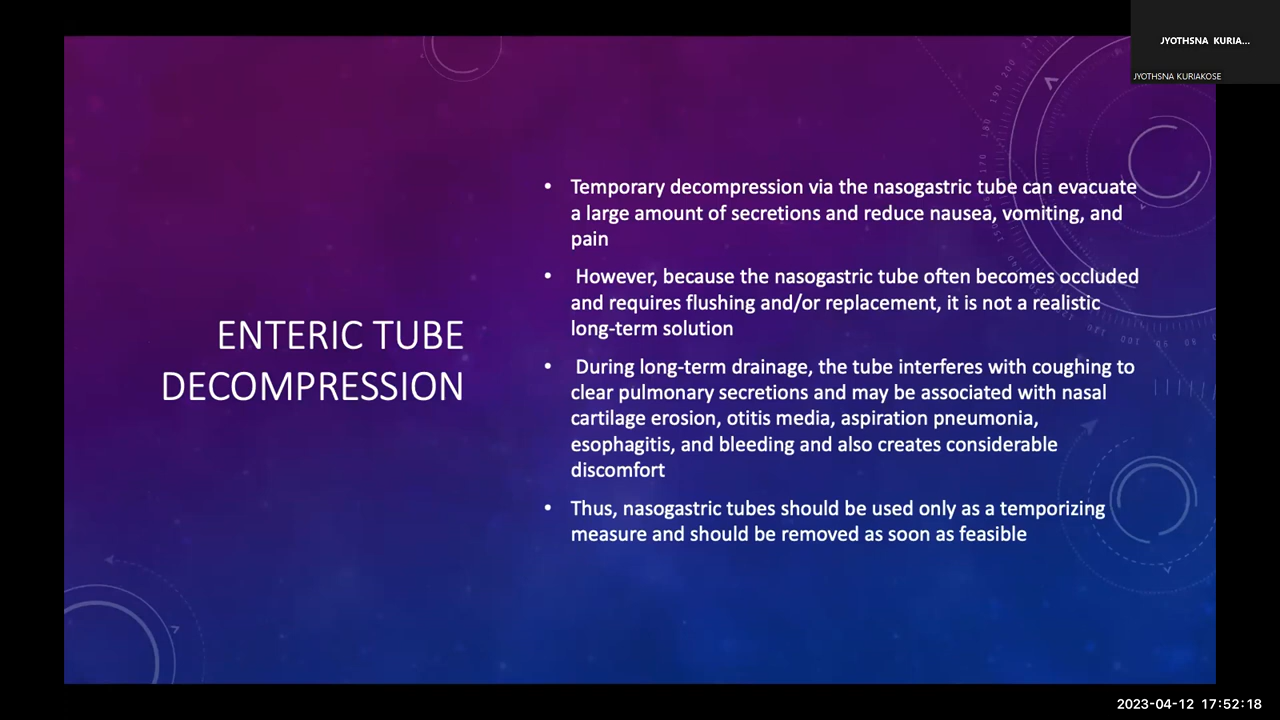 JYOTHSNA KURIA...
JYOTHSNA KURIAKOSE
ENTERIC TUBE
DECOMPRESSION
• Temporary decompression via the nasogastric tube can evacuate
a large amount of secretions and reduce nausea, vomiting, and
pain
• However, because the nasogastric tube often becomes occluded
and requires flushing and/or replacement, it is not a realistic
long-term solution
• During long-term drainage, the tube interferes with coughing to
clear pulmonary secretions and may be associated with nasal
cartilage erosion, otitis media, aspiration pneumonia,
esophagitis, and bleeding and also creates considerable
discomfort
• Thus, nasogastric tubes should be used only as a temporizing
measure and should be removed as soon as feasible
2023-04-12 17:52:18